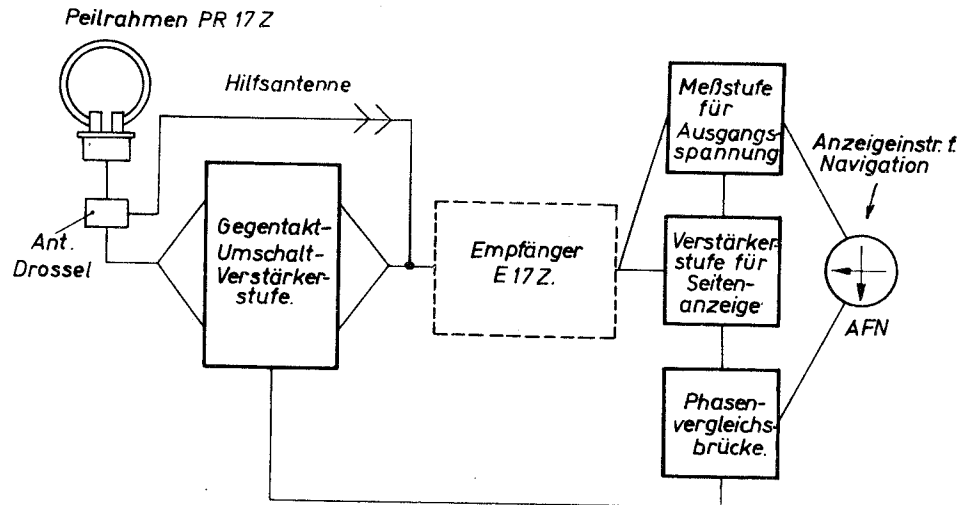 Peilrahmen PR 17 Z
Hilfsantenne
Ant.
Drossel
Gegentakt-
Umschalt-
Verstärker-
stufe.
Empfänger
E 17 Z.
Meßstufe
für
Ausgangs-
spannung
Verstärker-
stufe für
Seiten-
anzeige
Phasen-
vergleichs-
brücke.
Anzeigeinstr. f.
Navigation
AFN